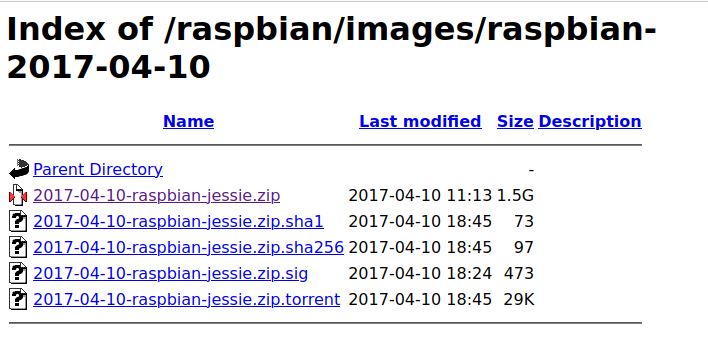 Index of /raspbian/images/raspbian-
2017-04-10
Name Last modified Size Description
Parent Directory -
2017-04-10-raspbian-jessie.zip 2017-04-10 11:13 1.5G
2017-04-10-raspbian-jessie.zip.sha1 2017-04-10 18:45 73
2017-04-10-raspbian-jessie.zip.sha256 2017-04-10 18:45 97
2017-04-10-raspbian-jessie.zip.sig 2017-04-10 18:24 473
2017-04-10-raspbian-jessie.zip.torrent 2017-04-10 18:45 29K